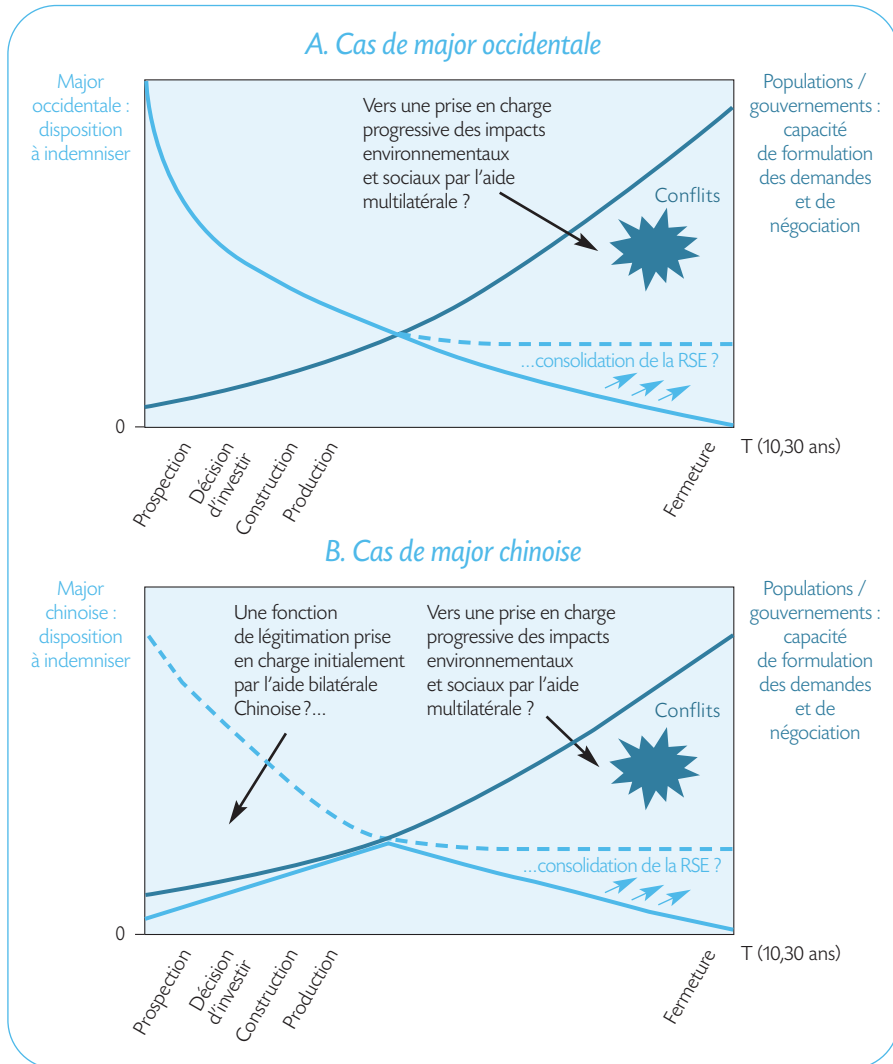 A. Cas de major occidentale
Major
occidentale :
disposition
à indemniser
Vers une prise en charge
progressive des impacts
environnementaux
et sociaux par l'aide
multilatérale ?
Populations /
gouvernements :
capacité
de formulation
des demandes
et de
négociation
Conflits
...consolidation de la RSE ?
0
T (10,30 ans)
Prospection
Décision
d'investir
Construction
Production
Fermeture
B. Cas de major chinoise
Major
chinoise :
disposition
à indemniser
Une fonction
de légitimation prise
en charge initialement
par l'aide bilatérale
Chinoise ?...
Vers une prise en charge
progressive des impacts
environnementaux
et sociaux par l'aide
multilatérale ?
Populations /
gouvernements :
capacité
de formulation
des demandes
et de
négociation
Conflits
...consolidation de la RSE ?
0
T (10,30 ans)
Prospection
Décision
d'investir
Construction
Production
Fermeture